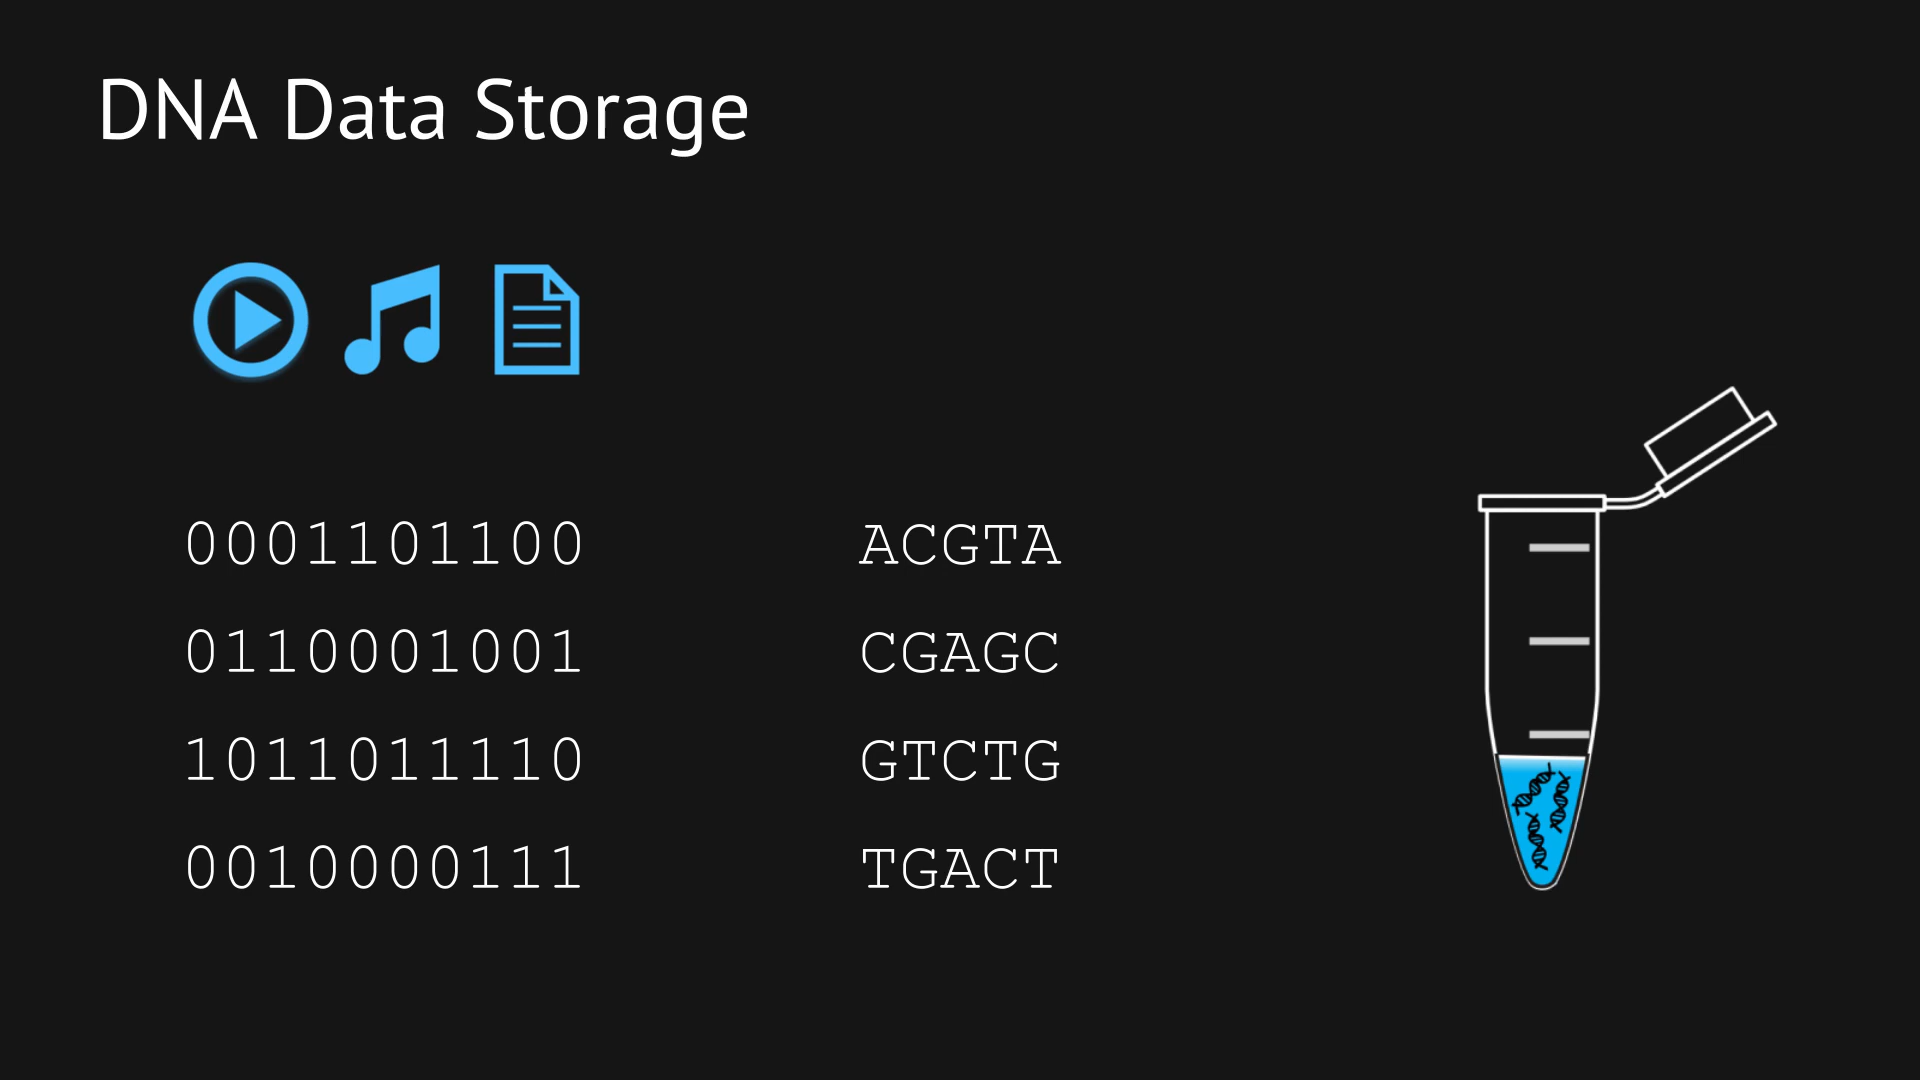 DNA Data Storage
0001101100 ACGTA
0110001001 CGAGC
1011011110 GTCTG
0010000111 TGACT